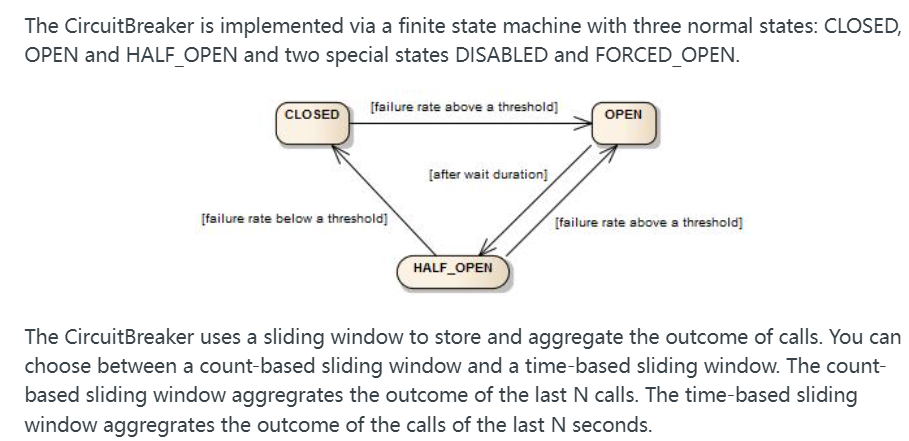 The CircuitBreaker is implemented via a finite state machine with three normal states: CLOSED,
OPEN and HALF_OPEN and two special states DISABLED and FORCED_OPEN.
CLOSED
[failure rate above a threshold]
OPEN
[after wait duration]
[failure rate below a threshold]
[failure rate above a threshold]
HALF_OPEN
The CircuitBreaker uses a sliding window to store and aggregate the outcome of calls. You can
choose between a count-based sliding window and a time-based sliding window. The count-
based sliding window aggregrates the outcome of the last N calls. The time-based sliding
window aggregrates the outcome of the calls of the last N seconds.